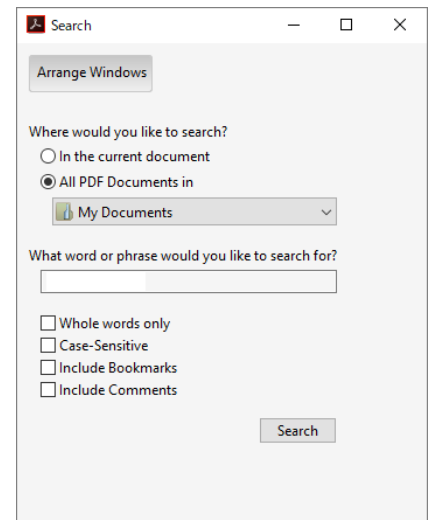 Search
Arrange Windows
Where would you like to search?
In the current document
All PDF Documents in
My Documents
What word or phrase would you like to search for?
Whole words only
Case-Sensitive
Include Bookmarks
Include Comments
Search